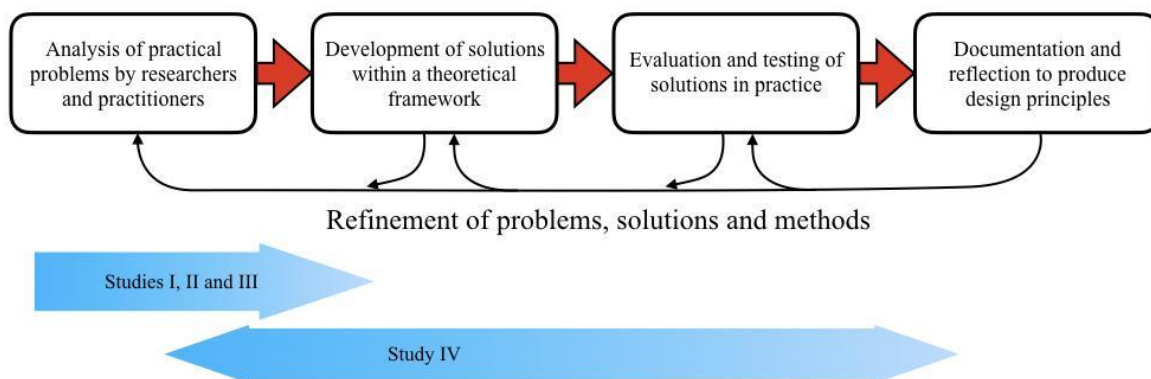 Analysis of practical
problems by researchers
and practitioners
Development of solutions
within a theoretical
framework
Evaluation and testing of
solutions in practice
Documentation and
reflection to produce
design principles
Refinement of problems, solutions and methods
Studies I, II and III
Study IV